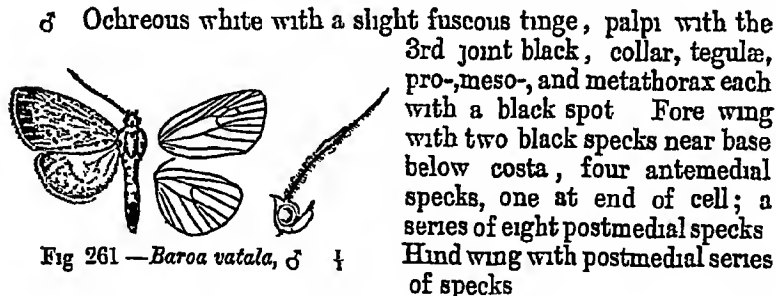 ♂ Ochreous white with a slight fuscous tinge, palpi with the
3rd joint black, collar, tegulæ,
pro-, meso-, and metathorax each
with a black spot Fore wing
with two black specks near base
below costa, four antemedial
specks, one at end of cell; a
series of eight postmedial specks
Hind wing with postmedial series
of specks
Fig 261 —Baroa vatala, ♂ ¼